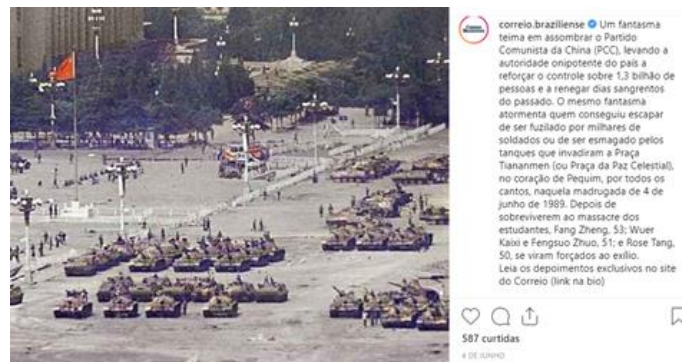 correio.braziliense Um fantasma
teima em assombrar o Partido
Comunista da China (PCC), levando a
autoridade onipotente do país a
reforçar o controle sobre 1,3 bilhão de
pessoas e a renegar dias sangrentos
do passado. O mesmo fantasma
atormenta quem conseguiu escapar
de ser fuzilado por milhares de
soldados ou de ser esmagado pelos
tanques que invadiram a Praça
Tiananmen (ou Praça da Paz Celestial),
no coração de Pequim, por todos os
cantos, naquela madrugada de 4 de
junho de 1989. Depois de
sobreviverem ao massacre dos
estudantes, Fang Zheng, 53; Wuer
Kaixi e Fengsuo Zhuo, 51; e Rose Tang,
50, se viram forçados ao exílio.
Leia os depoimentos exclusivos no site
do Correio (link na bio)
587 curtidas
4 DE JUNHO